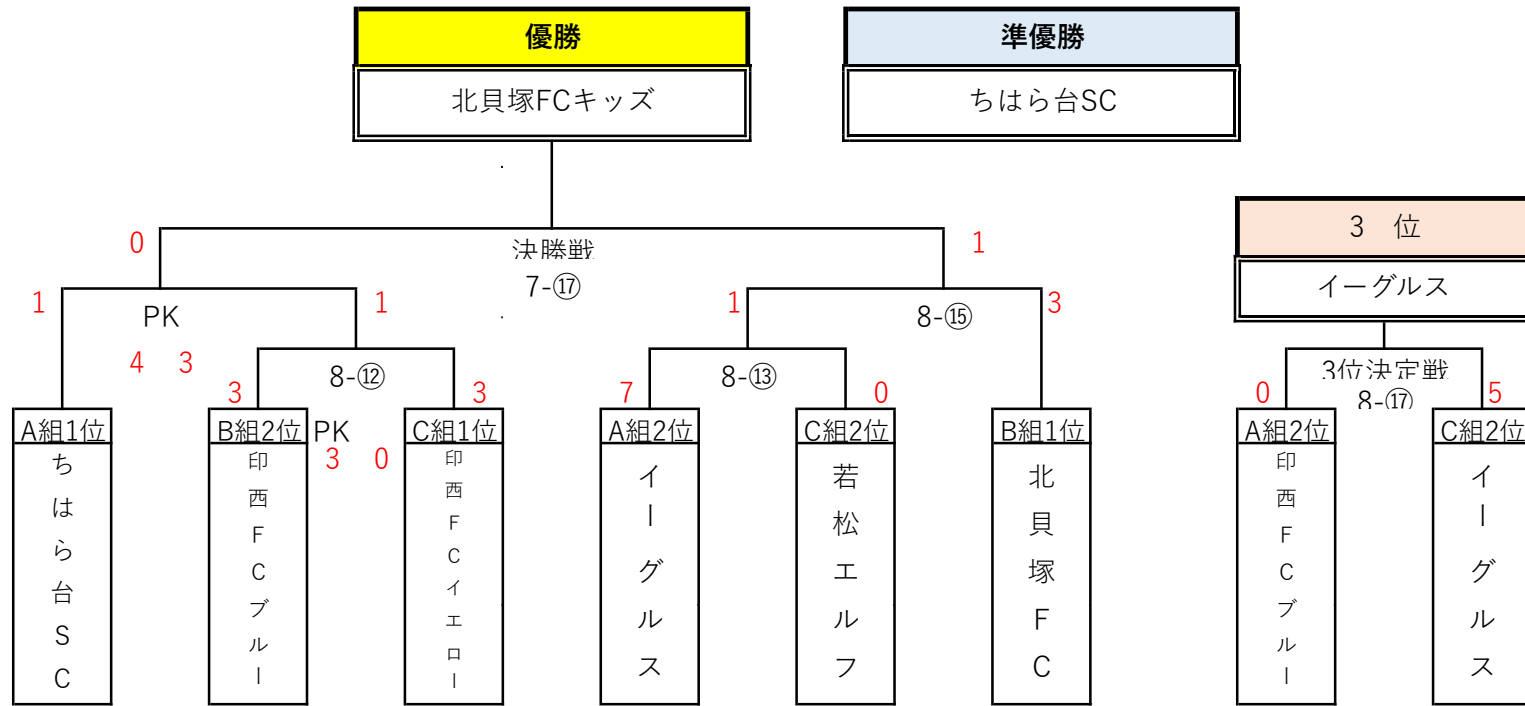 優勝
準優勝
北貝塚FCキッズ
ちはら台SC
0
決勝戦
1
7-⑰
3 位
イーグルス
1
PK
1
1
8-⑮
3
4 3
3
8-⑫
3
7
8-⑬
0
3位決定戦
0
8-⑰
5
A組1位
B組2位
PK
C組1位
A組2位
C組2位
B組1位
A組2位
C組2位
3 0
ちはら台SC
印西FCブルー
印西FCイエロー
イーグルス
若松エルフ
北貝塚FC
印西FCブルー
イーグルス